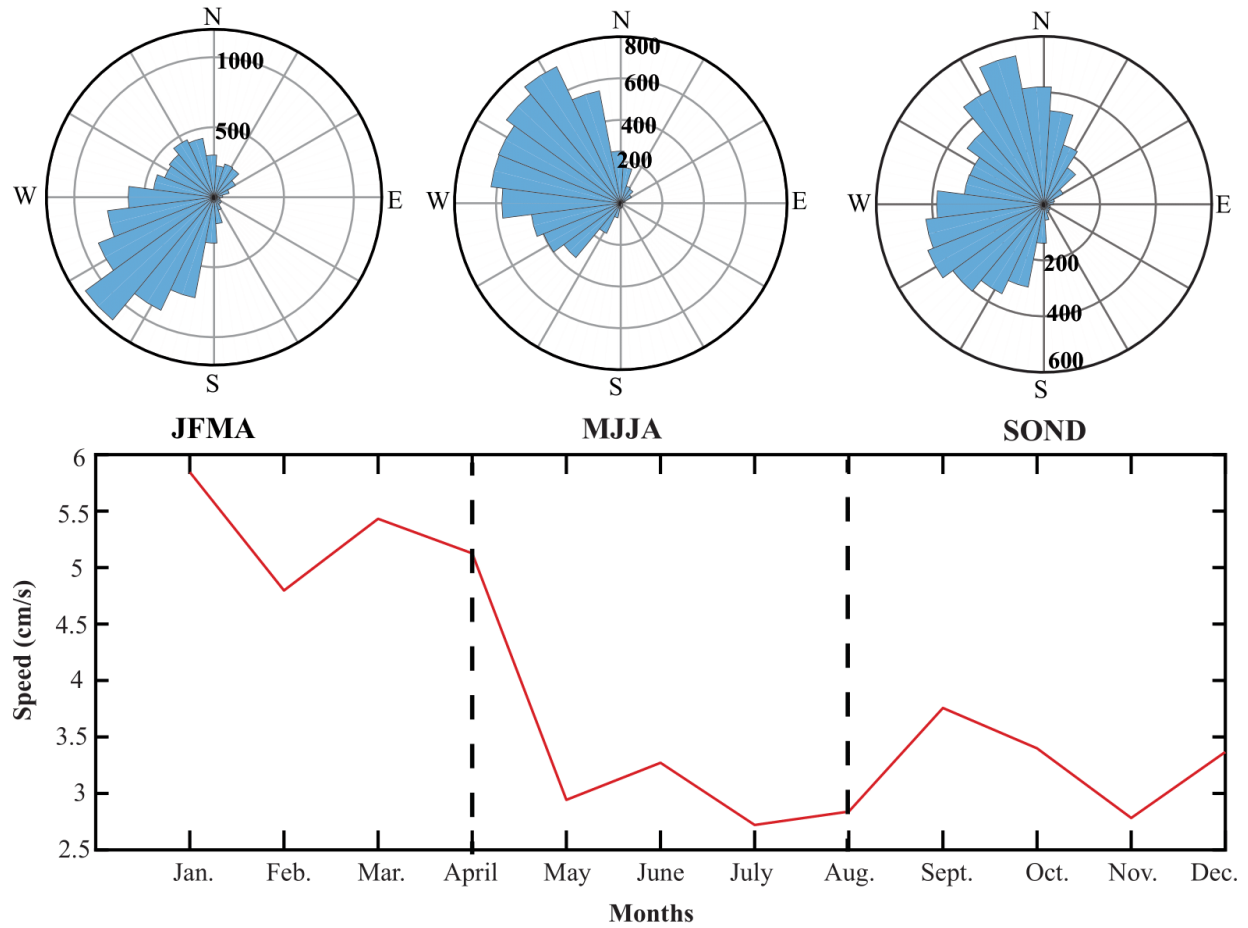 N
1000
500
W
E
S
JFMA
N
800
600
400
200
W
E
S
MJJA
N
W
E
200
400
600
S
SOND
6
5.5
5
4.5
4
3.5
3
2.5
Speed (cm/s)
Jan. Feb. Mar. April May June July Aug. Sept. Oct. Nov. Dec.
Months